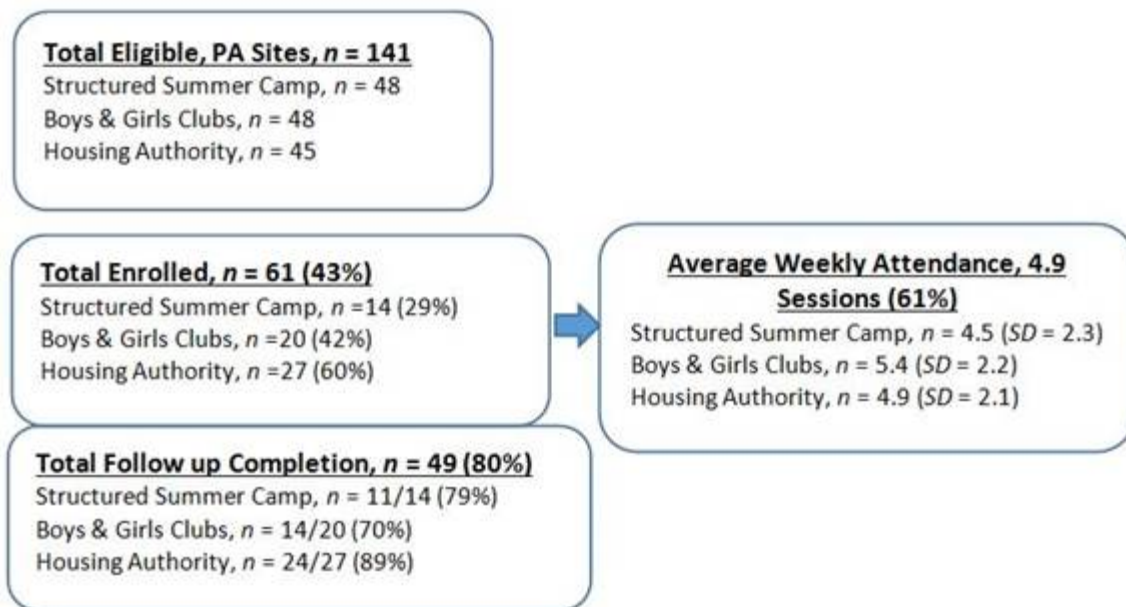 Total Eligible, PA Sites, n = 141
Structured Summer Camp, n = 48
Boys & Girls Clubs, n = 48
Housing Authority, n = 45
Total Enrolled, n = 61 (43%)
Structured Summer Camp, n =14 (29%)
Boys & Girls Clubs, n =20 (42%)
Housing Authority, n =27 (60%)
Average Weekly Attendance, 4.9
Sessions (61%)
Structured Summer Camp, n = 4.5 (SD = 2.3)
Boys & Girls Clubs, n = 5.4 (SD = 2.2)
Housing Authority, n = 4.9 (SD = 2.1)
Total Follow up Completion, n = 49 (80%)
Structured Summer Camp, n = 11/14 (79%)
Boys & Girls Clubs, n = 14/20 (70%)
Housing Authority, n = 24/27 (89%)